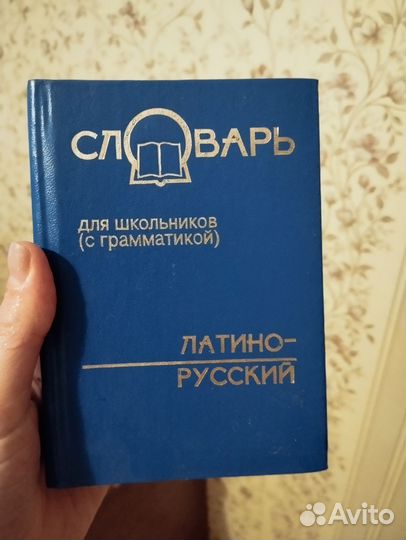 СЛОВАРЬ
для школьников
(с грамматикой)
ЛАТИНО-
РУССКИЙ
Avito